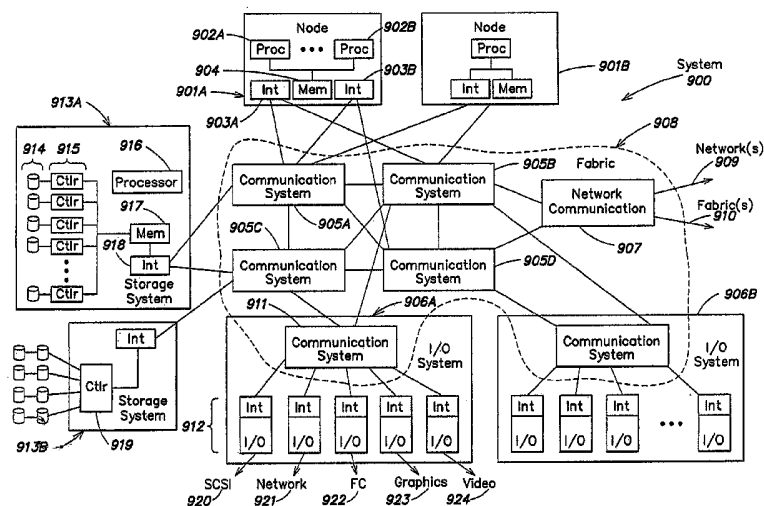 902A
Node
902B
Proc
•••
Proc
904
903B
Int
Mem
Int
901A
903A
Node
Proc
Int
Mem
901B
System
900
913A
914
915
916
Ctlr
Ctlr
Ctlr
Ctlr
Ctlr
Processor
917
Mem
918
Int
Storage
System
908
905B
Fabric
Communication
System
905A
Communication
System
Network
Communication
907
Network(s)
909
Fabric(s)
910
905C
Communication
System
Communication
System
905D
906A
911
Communication
System
I/O
System
906B
Communication
System
I/O
System
Int
Ctlr
Storage
System
913B
919
912
Int
Int
Int
Int
Int
I/O
I/O
I/O
I/O
I/O
Int
Int
Int
Int
•••
Int
I/O
I/O
I/O
I/O
I/O
SCSI
Network
FC
Graphics
Video
920
921
922
923
924